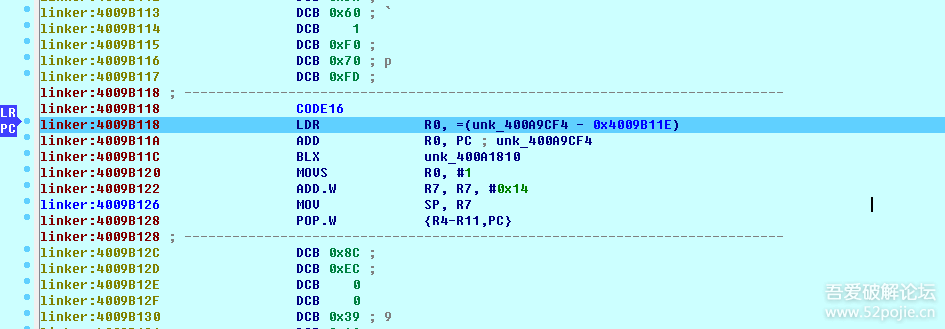 linker:4009B113 DCB 0x60 ; `
linker:4009B114 DCB 1
linker:4009B115 DCB 0xF0 ;
linker:4009B116 DCB 0x70 ; p
linker:4009B117 DCB 0xFD ;
linker:4009B118 ; ---------------------------------------------------------------------------
linker:4009B118 CODE16
linker:4009B118 LDR R0, =(unk_400A9CF4 - 0x4009B11E)
linker:4009B11A ADD R0, PC ; unk_400A9CF4
linker:4009B11C BLX unk_400A1810
linker:4009B120 MOVS R0, #1
linker:4009B122 ADD.W R7, R7, #0x14
linker:4009B126 MOV SP, R7
linker:4009B128 POP.W {R4-R11,PC}
linker:4009B128 ; ---------------------------------------------------------------------------
linker:4009B12C DCB 0x8C ;
linker:4009B12D DCB 0xEC ;
linker:4009B12E DCB 0
linker:4009B12F DCB 0
linker:4009B130 DCB 0x39 ; 9
LR
PC
吾爱破解论坛
www.52pojie.cn